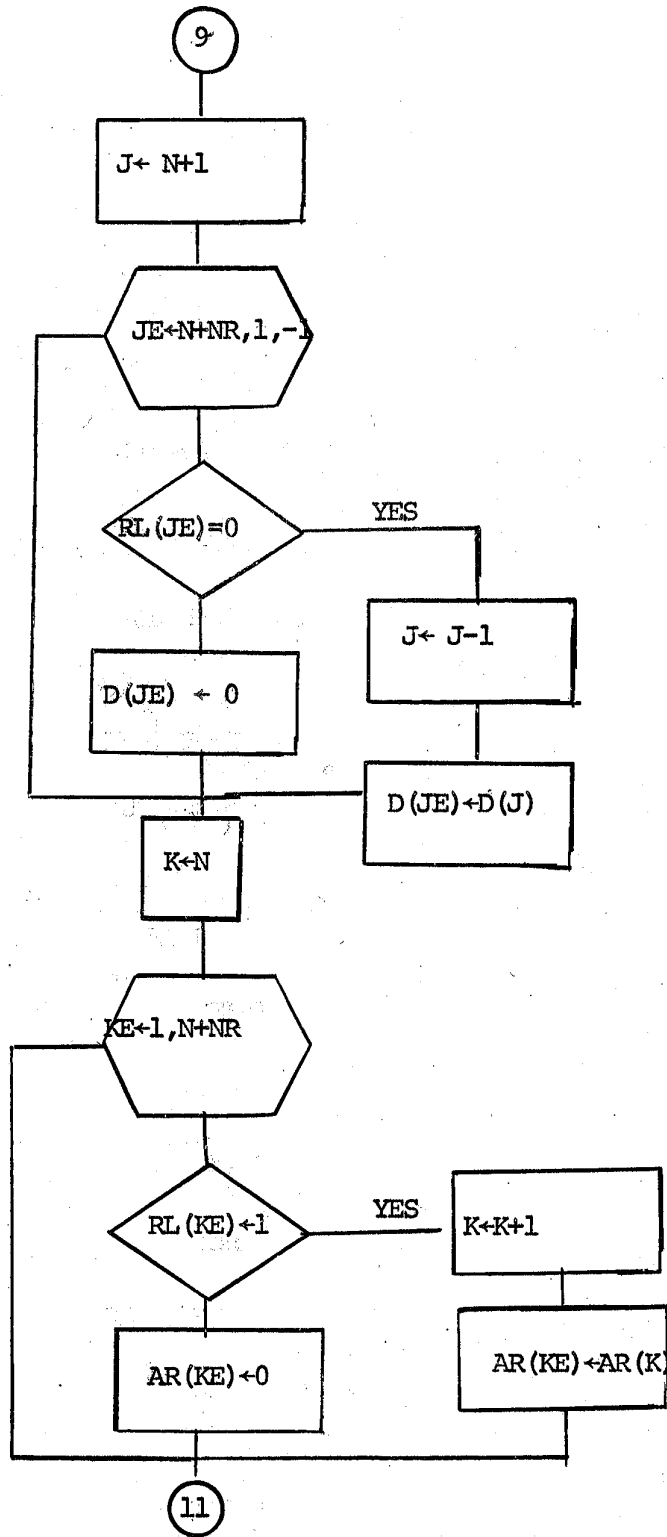 9
J← N+1
JE←N+NR,1,-1
RL(JE)=0
YES
J← J-1
D(JE) ← 0
D(JE)←D(J)
K←N
KE←1,N+NR
RL(KE)←1
YES
K←K+1
AR(KE)←0
AR(KE)←AR(K)
11